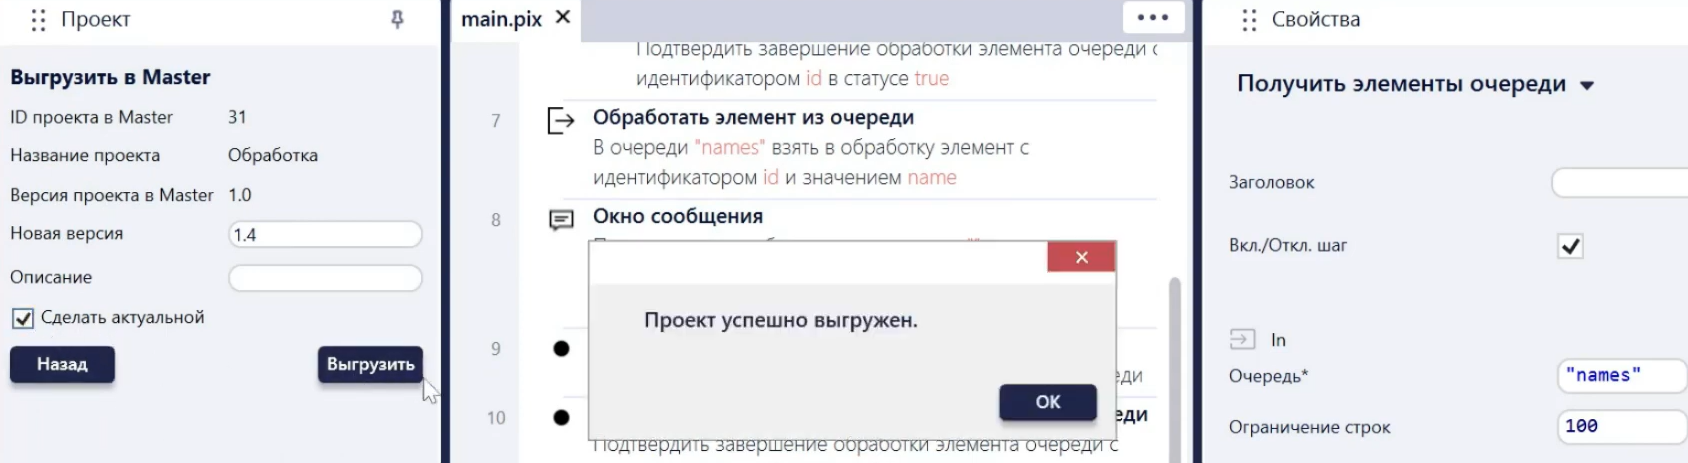 Проект
Выгрузить в Master
ID проекта в Master 31
Название проекта Обработка
Версия проекта в Master 1.0
Новая версия 1.4
Описание
Сделать актуальной
Назад Выгрузить
main.pix
Подтвердить завершение обработки элемента очереди с
идентификатором id в статусе true
7 Обработать элемент из очереди
В очереди "names" взять в обработку элемент с
идентификатором id и значением name
8 Окно сообщения
Проект успешно выгружен.
OK
9
еди
10
еди
Подтвердить завершение обработки элемента очереди с
Свойства
Получить элементы очереди
Заголовок
Вкл./Откл. шаг
In
Очередь* "names"
Ограничение строк 100